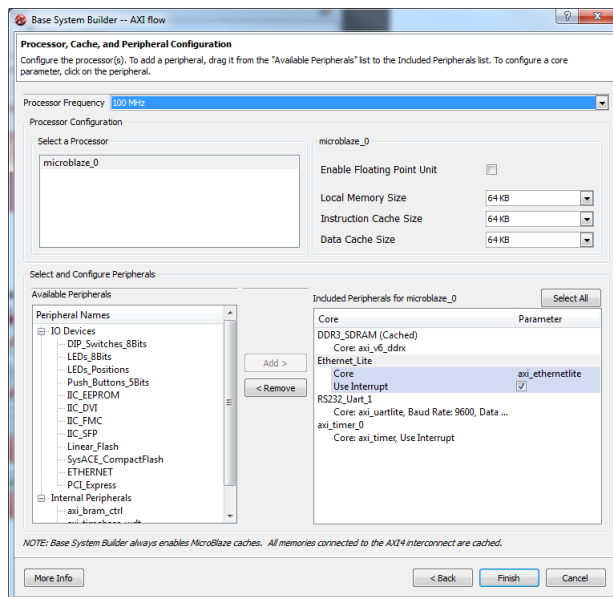 Base System Builder -- AXI flow
Processor, Cache, and Peripheral Configuration
Configure the processor(s). To add a peripheral, drag it from the "Available Peripherals" list to the Included Peripherals list. To configure a core
parameter, click on the peripheral.
Processor Frequency 100 MHz
Processor Configuration
Select a Processor
microblaze_0
microblaze_0
Enable Floating Point Unit
Local Memory Size 64 KB
Instruction Cache Size 64 KB
Data Cache Size 64 KB
Select and Configure Peripherals
Available Peripherals
Peripheral Names
IO Devices
DIP_Switches_8Bits
LEDs_8Bits
LEDs_Positions
Push_Buttons_5Bits
IIC_EEPROM
IIC_DVI
IIC_FMC
IIC_SFP
Linear_Flash
SysACE_CompactFlash
ETHERNET
PCI_Express
Internal Peripherals
axi_bram_ctrl
axi_timebase_wdt
Add >
< Remove
Included Peripherals for microblaze_0
Select All
Core Parameter
DDR3_SDRAM (Cached)
Core: axi_v6_ddrx
Ethernet_Lite
Core axi_ethernetlite
Use Interrupt
RS232_Uart_1
Core: axi_uartlite, Baud Rate: 9600, Data ...
axi_timer_0
Core: axi_timer, Use Interrupt
NOTE: Base System Builder always enables MicroBlaze caches. All memories connected to the AXI4 interconnect are cached.
More Info
< Back
Finish
Cancel